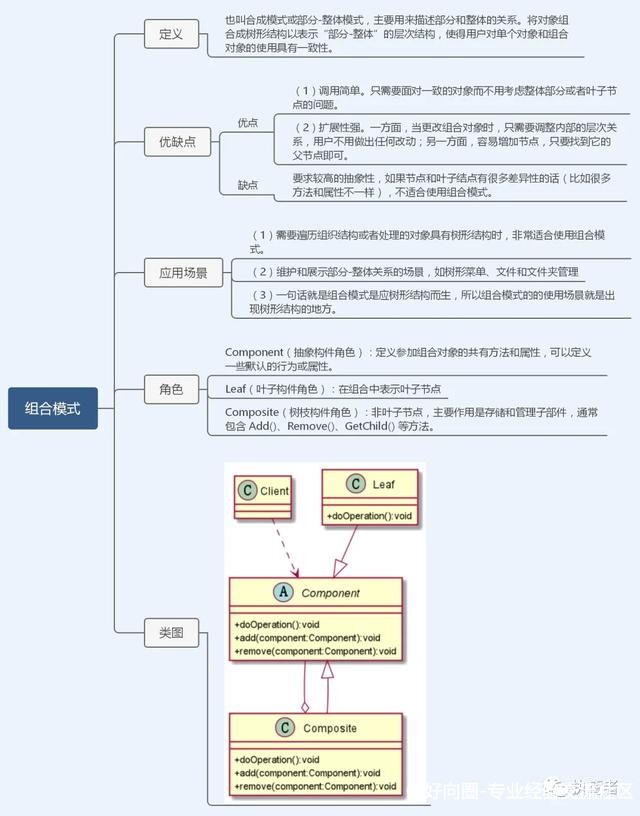 组合模式
定义
也叫合成模式或部分-整体模式，主要用来描述部分和整体的关系。将对象组
合成树形结构以表示“部分-整体”的层次结构，使得用户对单个对象和组合
对象的使用具有一致性。
优缺点
优点
（1）调用简单。只需要面对一致的对象而不用考虑整体部分或者叶子节
点的问题。
（2）扩展性强。一方面，当更改组合对象时，只需要调整内部的层次关
系，用户不用做出任何改动；另一方面，容易增加节点，只要找到它的
父节点即可。
缺点
要求较高的抽象性，如果节点和叶子结点有很多差异性的话（比如很多
方法和属性不一样），不适合使用组合模式。
应用场景
（1）需要遍历组织结构或者处理的对象具有树形结构时，非常适合使用组合模
式。
（2）维护和展示部分-整体关系的场景，如树形菜单、文件和文件夹管理
（3）一句话就是组合模式是应树形结构而生，所以组合模式的的使用场景就是出
现树形结构的地方。
角色
Component（抽象构件角色）：定义参加组合对象的共有方法和属性，可以定义
一些默认的行为或属性。
Leaf（叶子构件角色）：在组合中表示叶子节点
Composite（树枝构件角色）：非叶子节点，主要作用是存储和管理子部件，通常
包含 Add()、Remove()、GetChild() 等方法。
类图
C Client
C Leaf
+doOperation():void
A Component
+doOperation():void
+add(component:Component):void
+remove(component:Component):void
C Composite
+doOperation():void
+add(component:Component):void
+remove(component:Component):void
好向圈-专业经